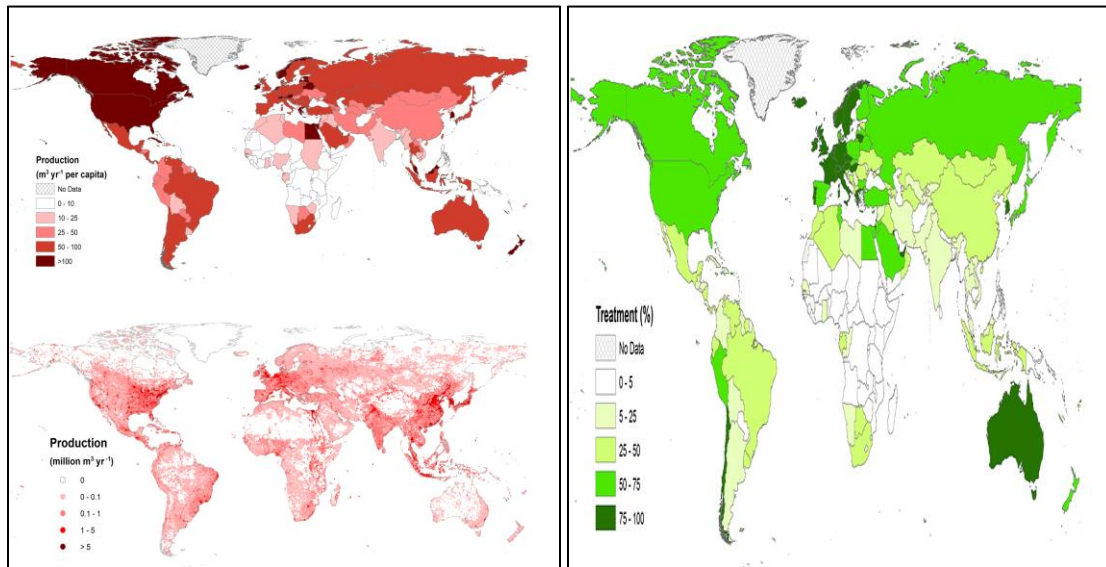 Production
(m³ yr⁻¹ per capita)
No Data
0 - 10
10 - 25
25 - 50
50 - 100
>100
Production
(million m³ yr⁻¹)
0
0 - 0.1
0.1 - 1
1 - 5
> 5
Treatment (%)
No Data
0 - 5
5 - 25
25 - 50
50 - 75
75 - 100